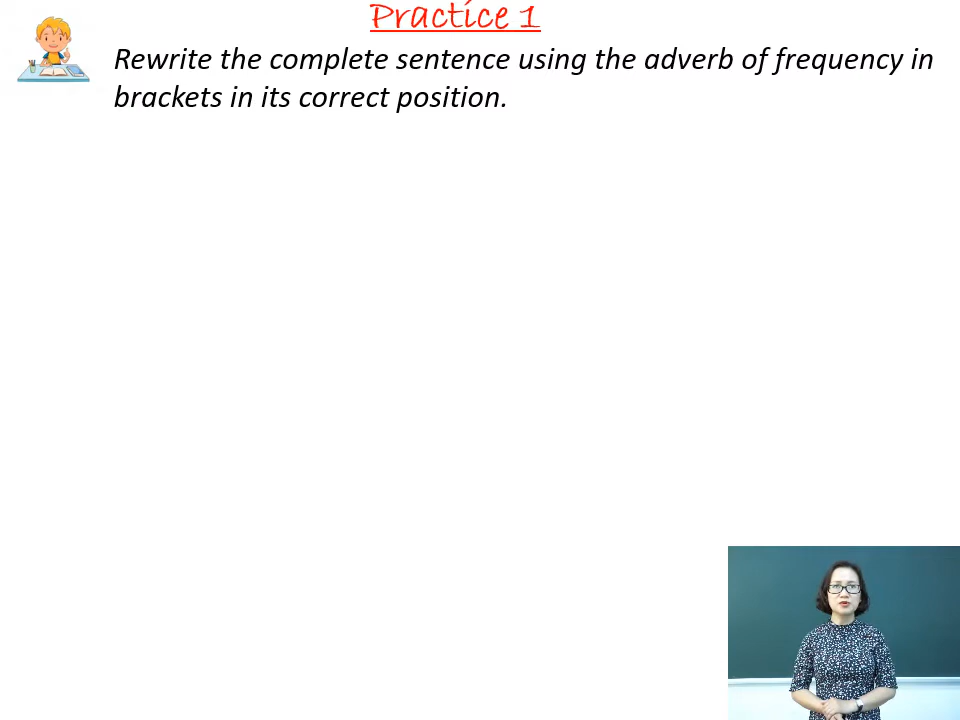 Practice 1
Rewrite the complete sentence using the adverb of frequency in
brackets in its correct position.